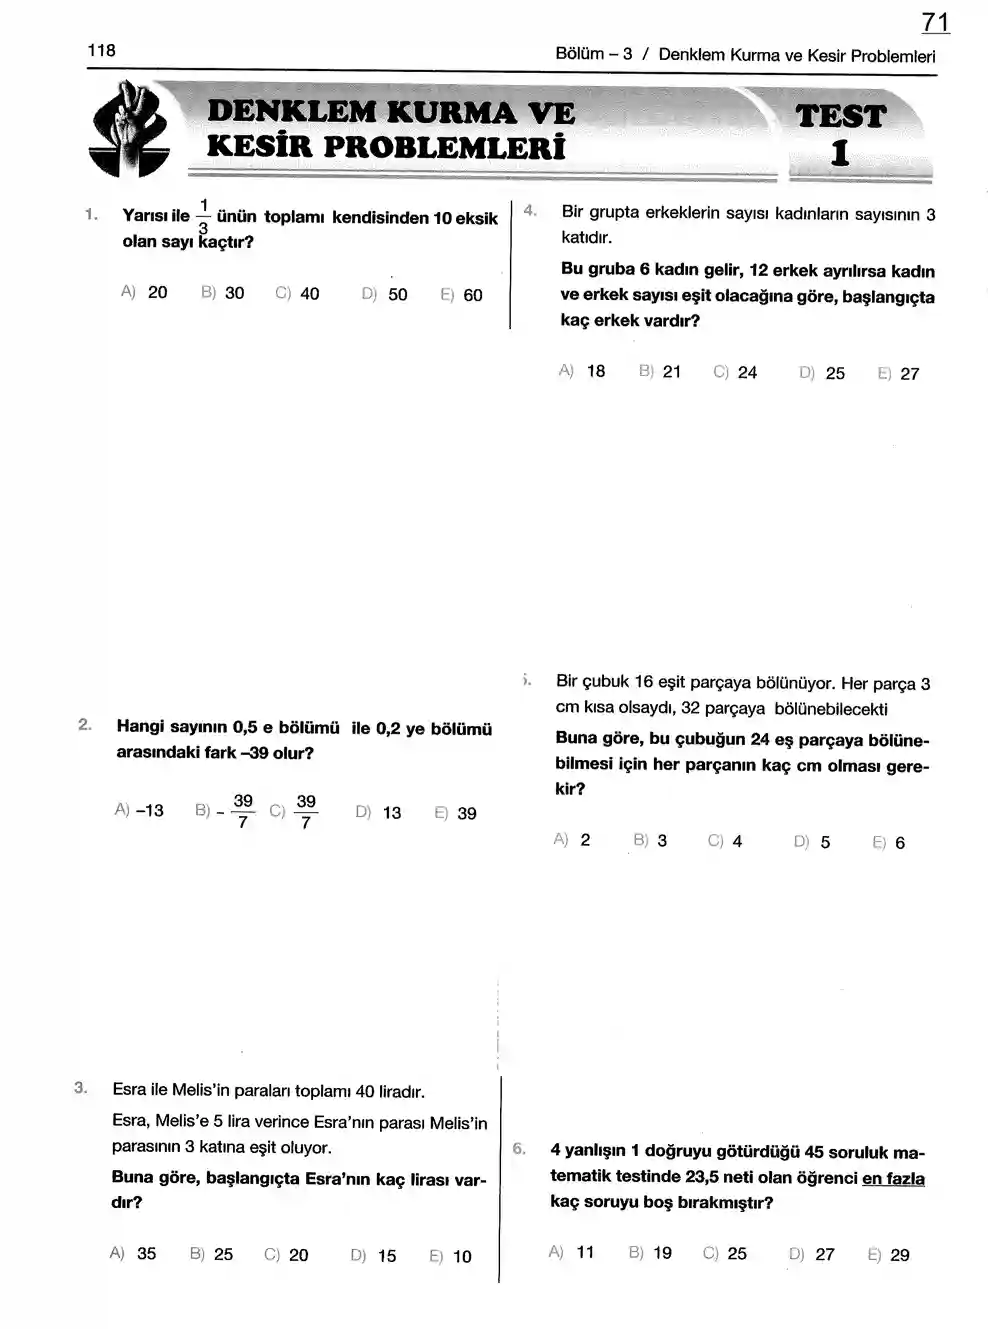 71
118
Bölüm – 3 / Denklem Kurma ve Kesir Problemleri
DENKLEM KURMA VE
KESİR PROBLEMLERİ
TEST
1
1. Yarısı ile 1/3 ünün toplamı kendisinden 10 eksik
olan sayı kaçtır?
A) 20 B) 30 C) 40 D) 50 E) 60
2. Hangi sayının 0,5 e bölümü ile 0,2 ye bölümü
arasındaki fark –39 olur?
A) –13 B) – 39/7 C) 39/7 D) 13 E) 39
3. Esra ile Melis'in paraları toplamı 40 liradır.
Esra, Melis'e 5 lira verince Esra'nın parası Melis'in
parasının 3 katına eşit oluyor.
Buna göre, başlangıçta Esra'nın kaç lirası var-
dır?
A) 35 B) 25 C) 20 D) 15 E) 10
4. Bir grupta erkeklerin sayısı kadınların sayısının 3
katıdır.
Bu gruba 6 kadın gelir, 12 erkek ayrılırsa kadın
ve erkek sayısı eşit olacağına göre, başlangıçta
kaç erkek vardır?
A) 18 B) 21 C) 24 D) 25 E) 27
Bir çubuk 16 eşit parçaya bölünüyor. Her parça 3
cm kısa olsaydı, 32 parçaya bölünebilecekti
Buna göre, bu çubuğun 24 eş parçaya bölüne-
bilmesi için her parçanın kaç cm olması gere-
kir?
A) 2 B) 3 C) 4 D) 5 E) 6
6. 4 yanlışın 1 doğruyu götürdüğü 45 soruluk ma-
tematik testinde 23,5 neti olan öğrenci en fazla
kaç soruyu boş bırakmıştır?
A) 11 B) 19 C) 25 D) 27 E) 29